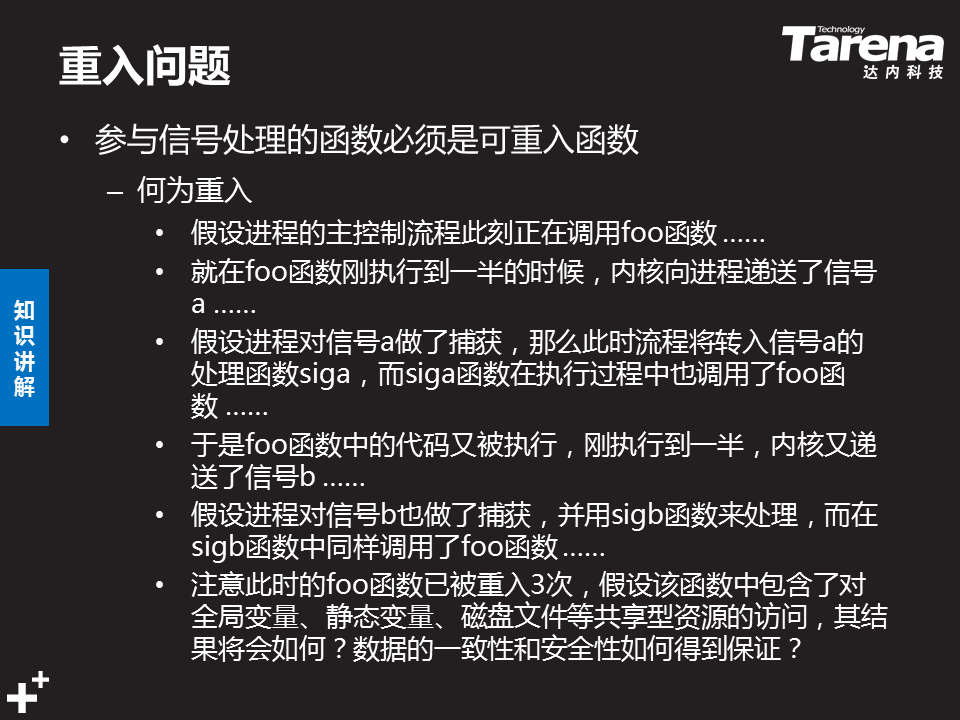 重入问题
Technology
Tarena
达内科技
• 参与信号处理的函数必须是可重入函数
– 何为重入
• 假设进程的主控制流程此刻正在调用foo函数 ……
• 就在foo函数刚执行到一半的时候，内核向进程递送了信号
a ……
• 假设进程对信号a做了捕获，那么此时流程将转入信号a的
处理函数siga，而siga函数在执行过程中也调用了foo函
数 ……
• 于是foo函数中的代码又被执行，刚执行到一半，内核又递
送了信号b ……
• 假设进程对信号b也做了捕获，并用sigb函数来处理，而在
sigb函数中同样调用了foo函数 ……
• 注意此时的foo函数已被重入3次，假设该函数中包含了对
全局变量、静态变量、磁盘文件等共享型资源的访问，其结
果将会如何？数据的一致性和安全性如何得到保证？
知
识
讲
解